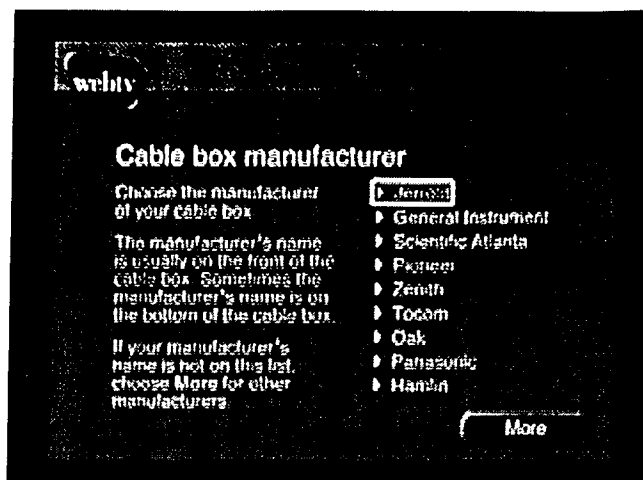 webtv
Cable box manufacturer
Choose the manufacturer
of your cable box
The manufacturer's name
is usually on the front of the
cable box. Sometimes the
manufacturer's name is on
the bottom of the cable box.
If your manufacturer's
name is not on this list,
choose More for other
manufacturers.
Jerrold
General Instrument
Scientific Atlanta
Pioneer
Zenith
Tocom
Oak
Panasonic
Hamlin
More